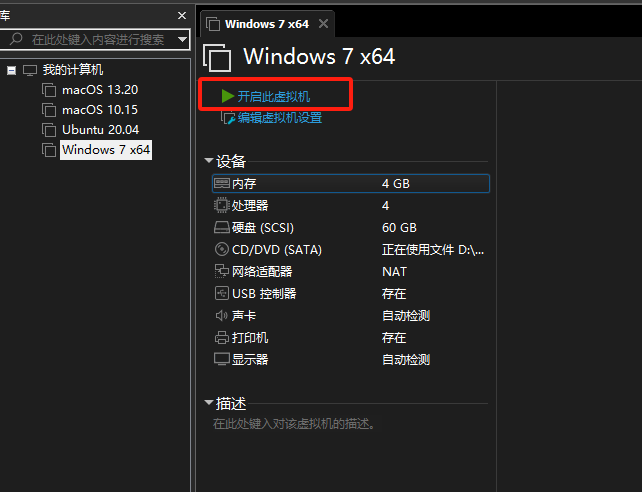 库
在此处键入内容进行搜索
我的计算机
macOS 13.20
macOS 10.15
Ubuntu 20.04
Windows 7 x64
Windows 7 x64
Windows 7 x64
开启此虚拟机
编辑虚拟机设置
设备
内存 4 GB
处理器 4
硬盘 (SCSI) 60 GB
CD/DVD (SATA) 正在使用文件 D:\...
网络适配器 NAT
USB 控制器 存在
声卡 自动检测
打印机 存在
显示器 自动检测
描述
在此处键入对该虚拟机的描述。